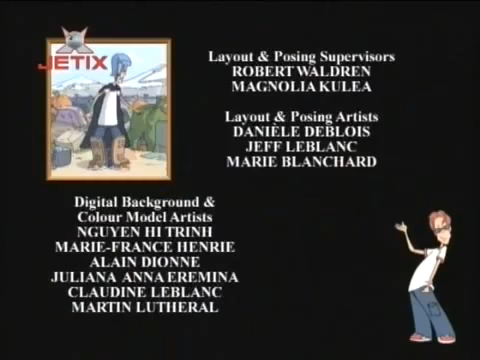 JETIX
Layout & Posing Supervisors
ROBERT WALDREN
MAGNOLIA KULEA
Layout & Posing Artists
DANIÈLE DEBLOIS
JEFF LEBLANC
MARIE BLANCHARD
Digital Background &
Colour Model Artists
NGUYEN HI TRINH
MARIE-FRANCE HENRIE
ALAIN DIONNE
JULIANA ANNA EREMINA
CLAUDINE LEBLANC
MARTIN LUTHERAL